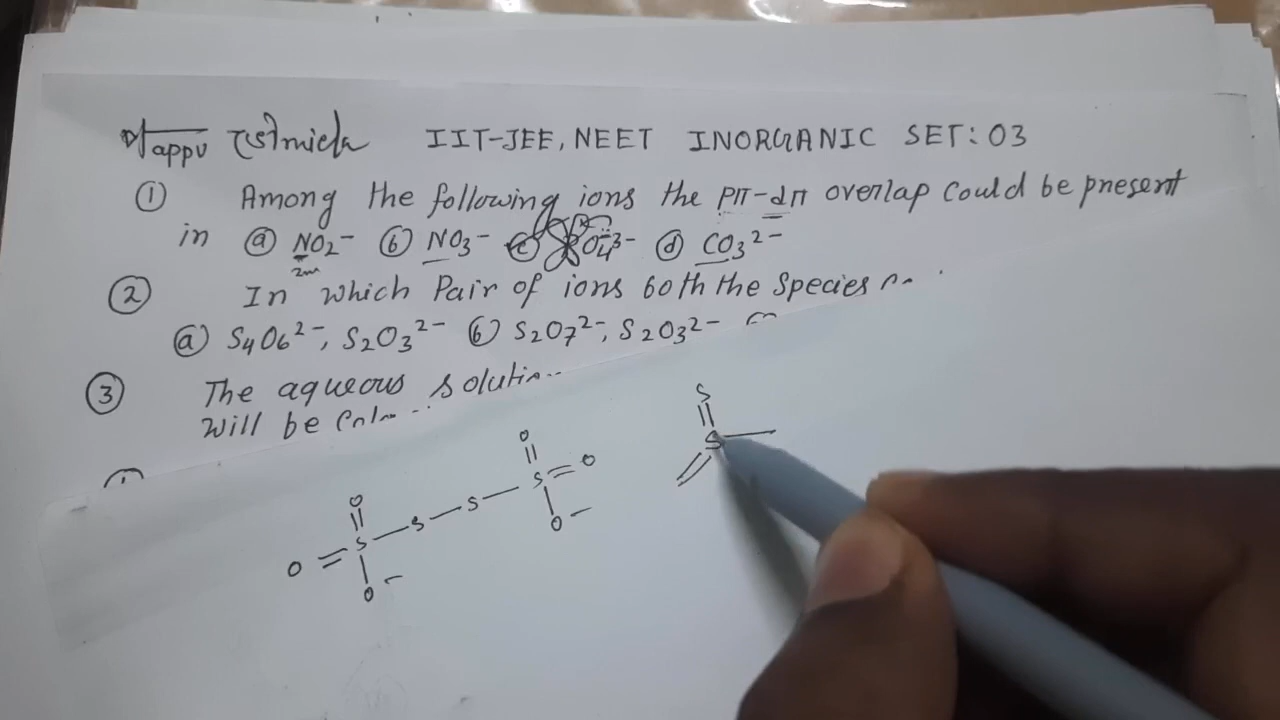 IIT-JEE, NEET INORGANIC SET: 03
① Among the following ions the pπ-dπ overlap could be present
in ⓐ NO2- ⓑ NO3- ⓒ PO43- ⓓ CO32-
② In which Pair of ions both the species
ⓐ S4O62-, S2O32- ⓑ S2O72-, S2O32-
③ The aqueous
will be
O O S
O = S - S - S - S = O S
O- O-